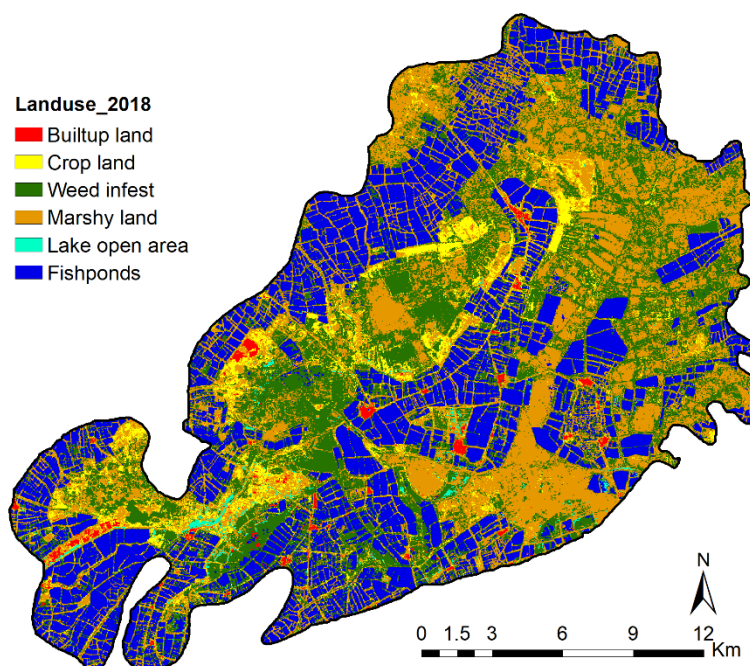 Landuse_2018
Builtup land
Crop land
Weed infest
Marshy land
Lake open area
Fishponds
N
0 1.5 3 6 9 12
Km